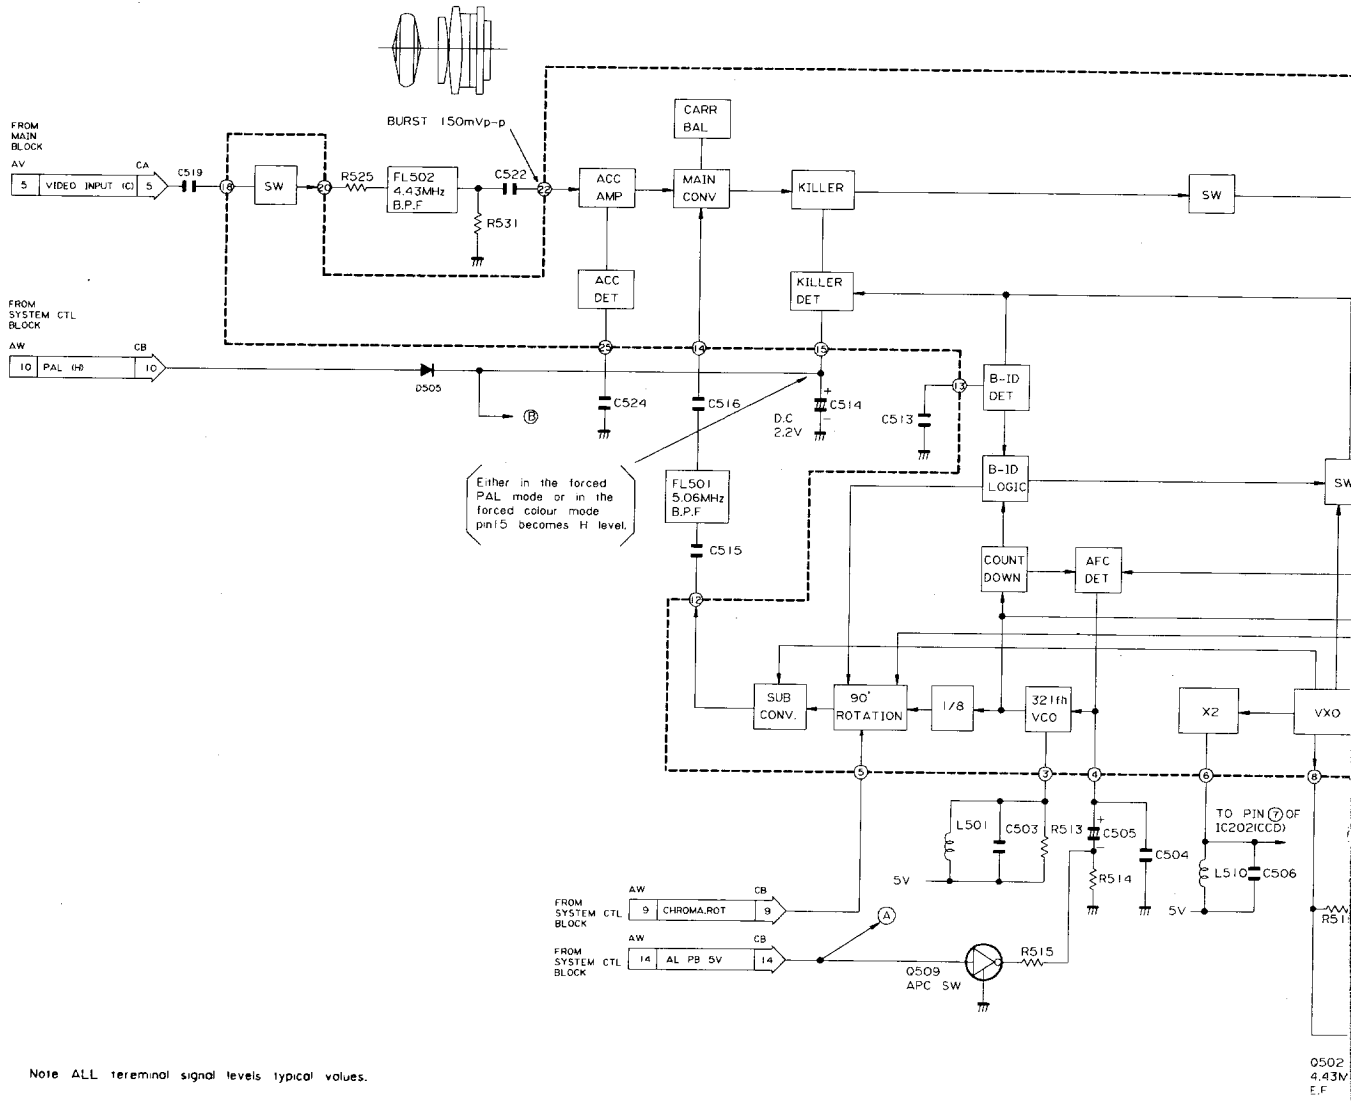 BURST 150mVp-p
CARR
BAL
FROM
MAIN
BLOCK
AV
CA
5
VIDEO INPUT (C)
5
C519
18
SW
20
R525
FL502
4.43MHz
B.P.F
C522
R531
22
ACC
AMP
MAIN
CONV
KILLER
SW
ACC
DET
KILLER
DET
FROM
SYSTEM CTL
BLOCK
AW
CB
10
PAL (H)
10
D505
B
25
14
15
13
C524
C516
+
C514
-
D.C
2.2V
C513
B-ID
DET
Either in the forced
PAL mode or in the
forced colour mode
pin15 becomes H level.
FL501
5.06MHz
B.P.F
B-ID
LOGIC
SW
C515
COUNT
DOWN
AFC
DET
12
SUB
CONV.
90°
ROTATION
1/8
321fh
VCO
X2
VXO
5
3
4
6
8
L501
C503
R513
+
C505
-
C504
R514
5V
TO PIN 7 OF
IC202(CCD)
L510
C506
5V
R51
FROM
SYSTEM CTL
BLOCK
AW
CB
9
CHROMA.ROT
9
A
FROM
SYSTEM CTL
BLOCK
AW
CB
14
AL PB 5V
14
Q509
APC SW
R515
Q502
4.43M
E.F
Note ALL tereminal signal levels typical values.